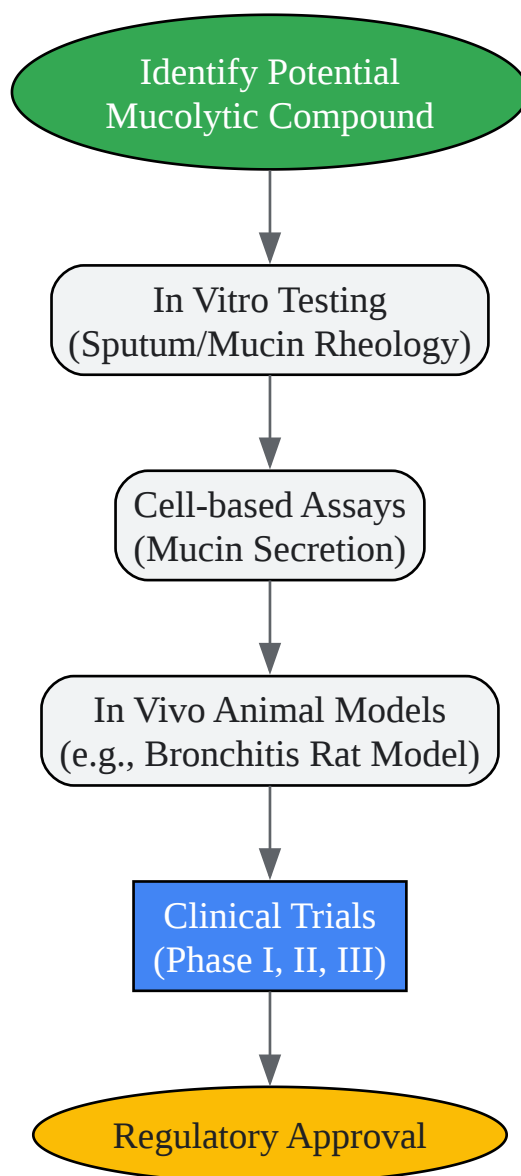 Identify Potential
Mucolytic Compound
In Vitro Testing
(Sputum/Mucin Rheology)
Cell-based Assays
(Mucin Secretion)
In Vivo Animal Models
(e.g., Bronchitis Rat Model)
Clinical Trials
(Phase I, II, III)
Regulatory Approval